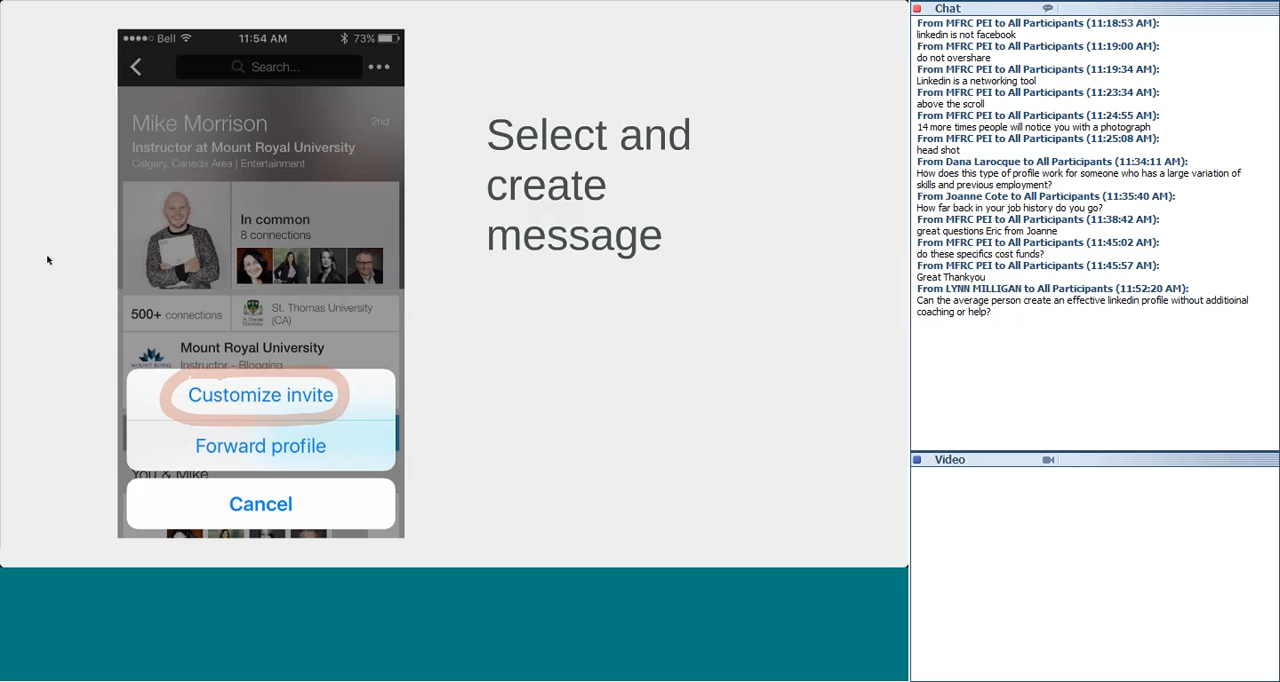 Bell
11:54 AM
73%
Search...
Mike Morrison
2nd
Instructor at Mount Royal University
Calgary, Canada Area | Entertainment
In common
8 connections
500+ connections
St. Thomas University
(CA)
Mount Royal University
Instructor - Blogging
Customize invite
Forward profile
You & Mike
Cancel
Select and
create
message
Chat
From MFRC PEI to All Participants (11:18:53 AM):
linkedin is not facebook
From MFRC PEI to All Participants (11:19:00 AM):
do not overshare
From MFRC PEI to All Participants (11:19:34 AM):
Linkedin is a networking tool
From MFRC PEI to All Participants (11:23:34 AM):
above the scroll
From MFRC PEI to All Participants (11:24:55 AM):
14 more times people will notice you with a photograph
From MFRC PEI to All Participants (11:25:08 AM):
head shot
From Dana Larocque to All Participants (11:34:11 AM):
How does this type of profile work for someone who has a large variation of
skills and previous employment?
From Joanne Cote to All Participants (11:35:40 AM):
How far back in your job history do you go?
From MFRC PEI to All Participants (11:38:42 AM):
great questions Eric from Joanne
From MFRC PEI to All Participants (11:45:02 AM):
do these specifics cost funds?
From MFRC PEI to All Participants (11:45:57 AM):
Great Thankyou
From LYNN MILLIGAN to All Participants (11:52:20 AM):
Can the average person create an effective linkedin profile without additioinal
coaching or help?
Video